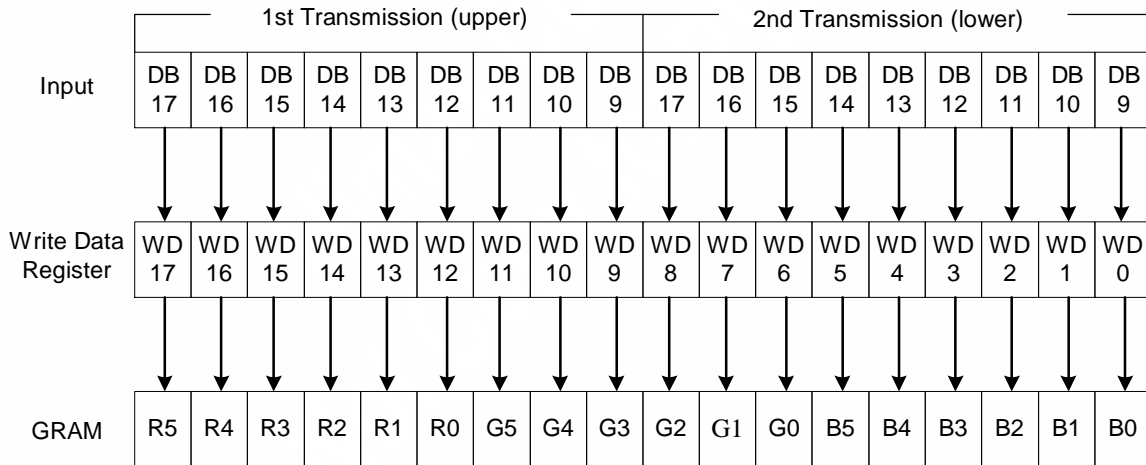 1st Transmission (upper) 2nd Transmission (lower)
Input DB 17 DB 16 DB 15 DB 14 DB 13 DB 12 DB 11 DB 10 DB 9 DB 17 DB 16 DB 15 DB 14 DB 13 DB 12 DB 11 DB 10 DB 9
Write Data Register WD 17 WD 16 WD 15 WD 14 WD 13 WD 12 WD 11 WD 10 WD 9 WD 8 WD 7 WD 6 WD 5 WD 4 WD 3 WD 2 WD 1 WD 0
GRAM R5 R4 R3 R2 R1 R0 G5 G4 G3 G2 G1 G0 B5 B4 B3 B2 B1 B0